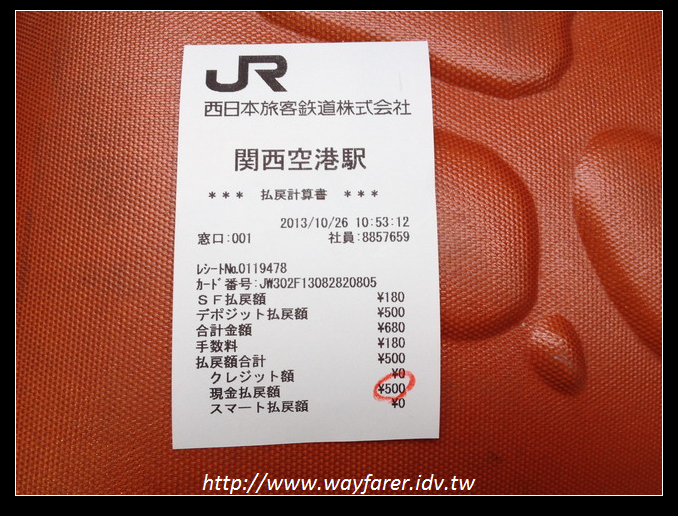 JR
西日本旅客鉄道株式会社
関西空港駅
*** 払戻計算書 ***
2013/10/26 10:53:12
窓口:001 社員:8857659
ﾚｼｰﾄNo.0119478
ｶｰﾄﾞ番号:JW302F13082820805
SF払戻額 ¥180
デポジット払戻額 ¥500
合計金額 ¥680
手数料 ¥180
払戻額合計 ¥500
クレジット額 ¥0
現金払戻額 ¥500
スマート払戻額 ¥0
http://www.wayfarer.idv.tw